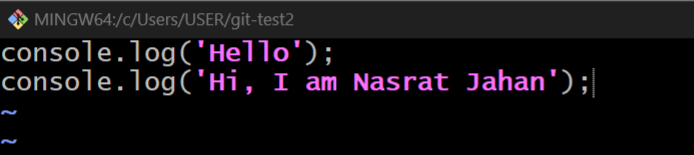 MINGW64:/c/Users/USER/git-test2
console.log('Hello');
console.log('Hi, I am Nasrat Jahan');
~
~